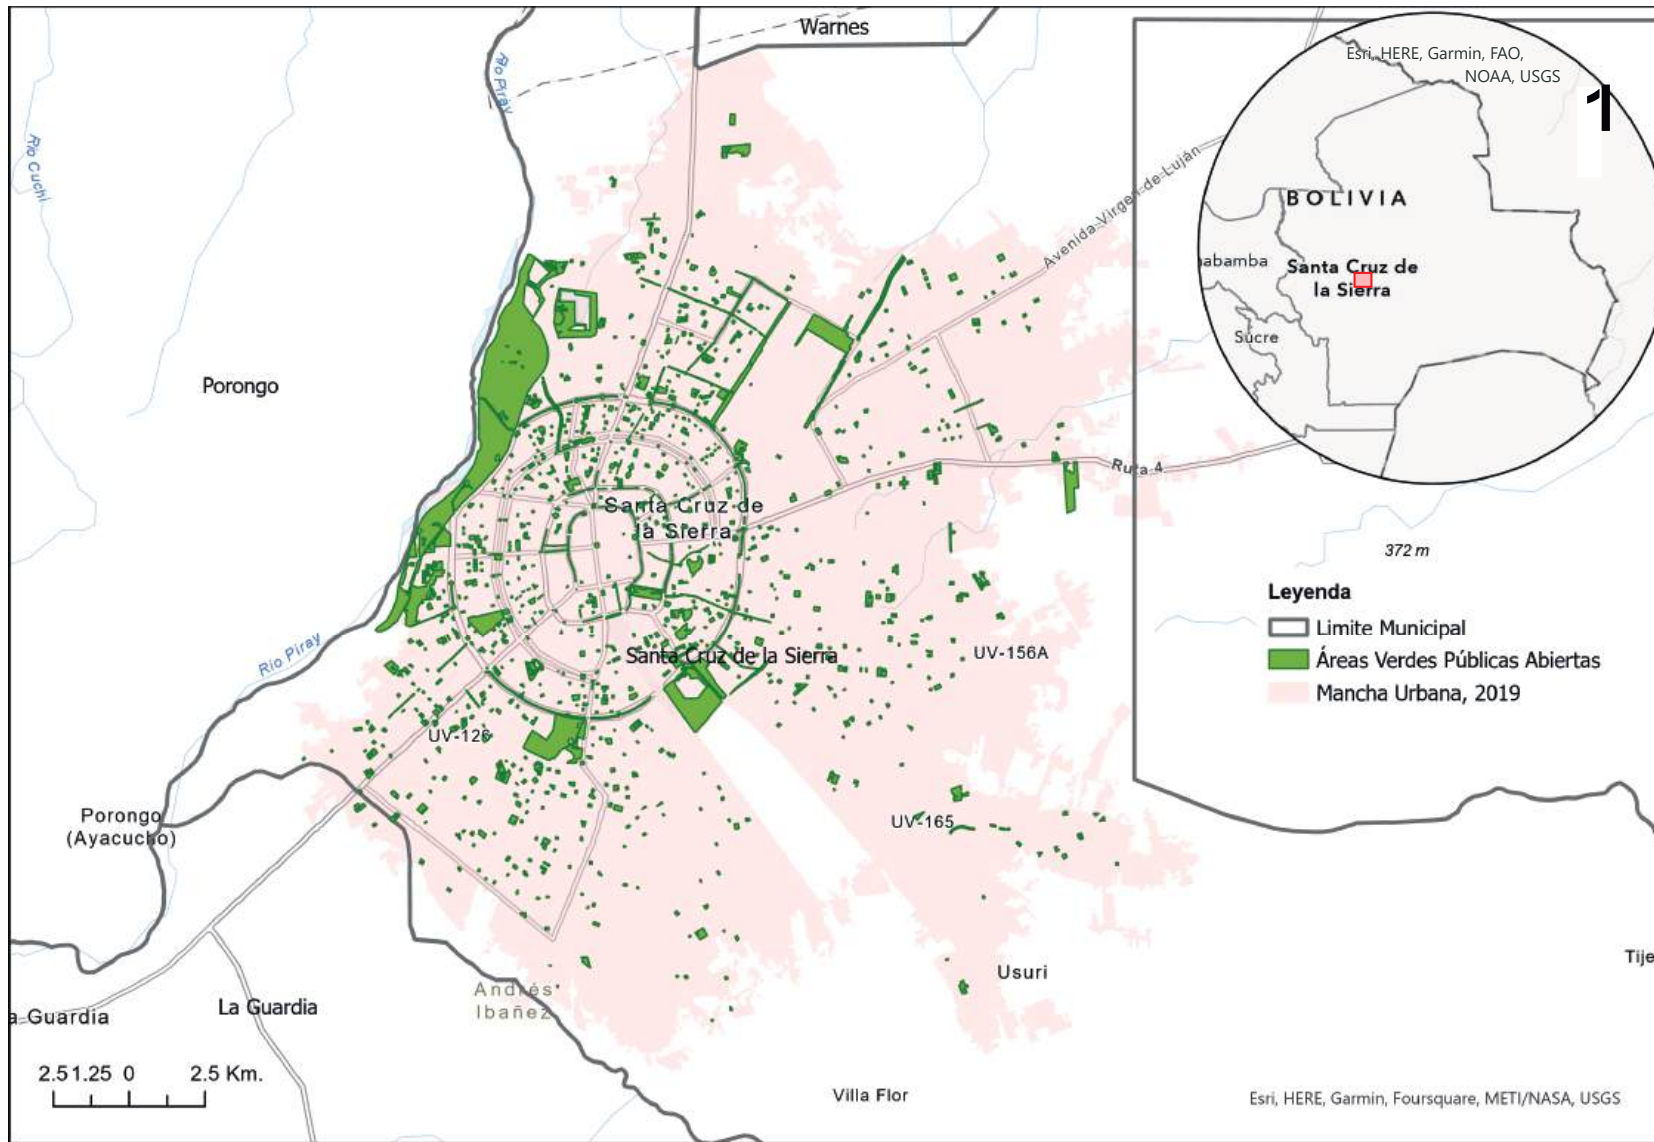 Warnes
Esri, HERE, Garmin, FAO,
NOAA, USGS
1
Río Piray
Río Cuchi
Avenida-Virgen-de-Luján
BOLIVIA
abamba
Santa Cruz de
la Sierra
Sucre
Porongo
Ruta 4
Santa Cruz de
la Sierra
372 m
Leyenda
Limite Municipal
Áreas Verdes Públicas Abiertas
Mancha Urbana, 2019
Río Piray
Santa Cruz de la Sierra
UV-156A
UV-126
Porongo
(Ayacucho)
UV-165
Usuri
Tije
Andrés
Ibañez
La Guardia
a Guardia
2.51.25 0 2.5 Km.
Villa Flor
Esri, HERE, Garmin, Foursquare, METI/NASA, USGS